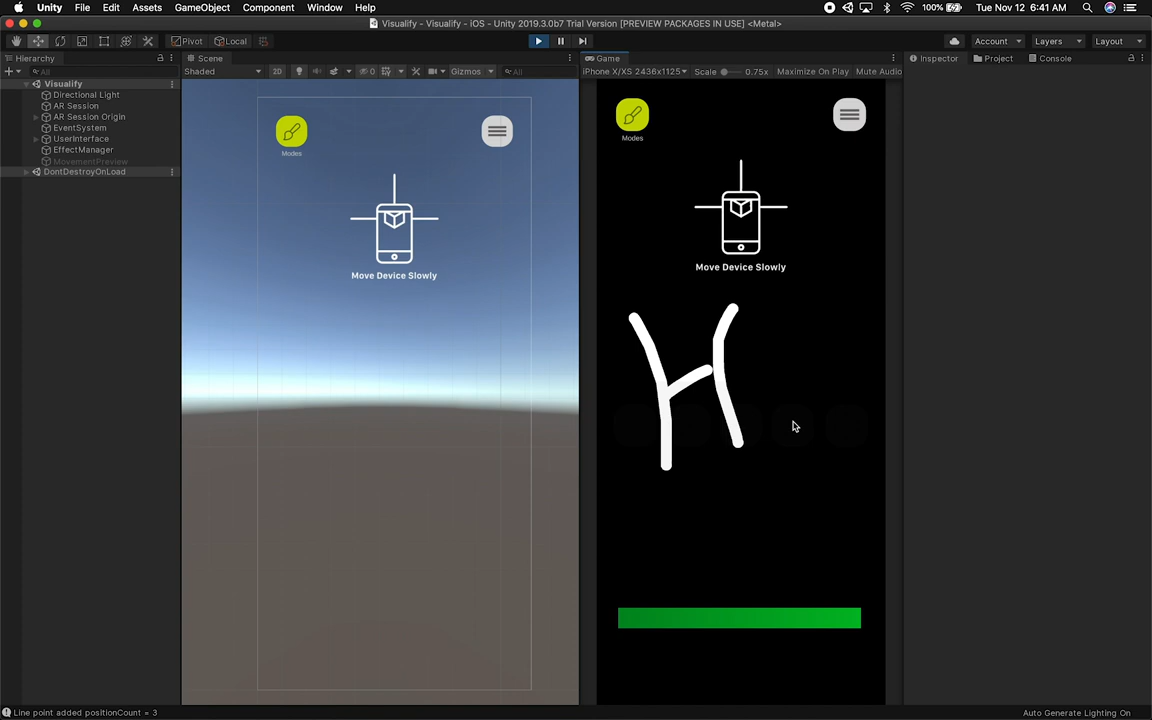 Unity File Edit Assets GameObject Component Window Help 100% Tue Nov 12 6:41 AM
Visualify - Visualify - iOS - Unity 2019.3.0b7 Trial Version [PREVIEW PACKAGES IN USE] <Metal>
Pivot Local Account Layers Layout
Hierarchy Scene Game Inspector Project Console
All Shaded 2D 0 Gizmos All iPhone X/XS 2436x1125 Scale 0.75x Maximize On Play Mute Audio
Visualify
Directional Light
AR Session
AR Session Origin
EventSystem
UserInterface
EffectManager
MovementPreview
DontDestroyOnLoad
Modes
Move Device Slowly
Modes
Move Device Slowly
H
Line point added positionCount = 3 Auto Generate Lighting On